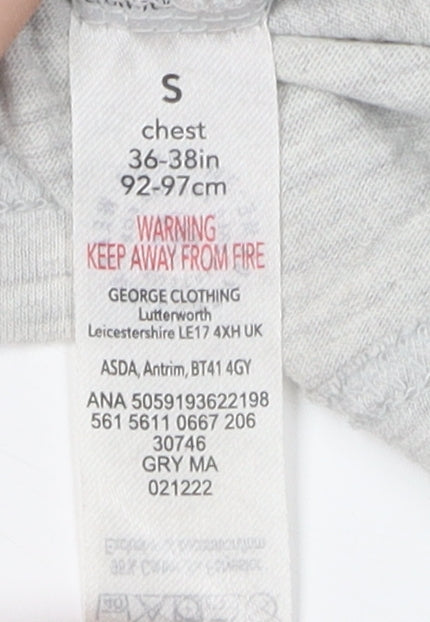 S
chest
36-38in
92-97cm
WARNING
KEEP AWAY FROM FIRE
GEORGE CLOTHING
Lutterworth
Leicestershire LE17 4XH UK
ASDA, Antrim, BT41 4GY
ANA 5059193622198
561 5611 0667 206
30746
GRY MA
021222